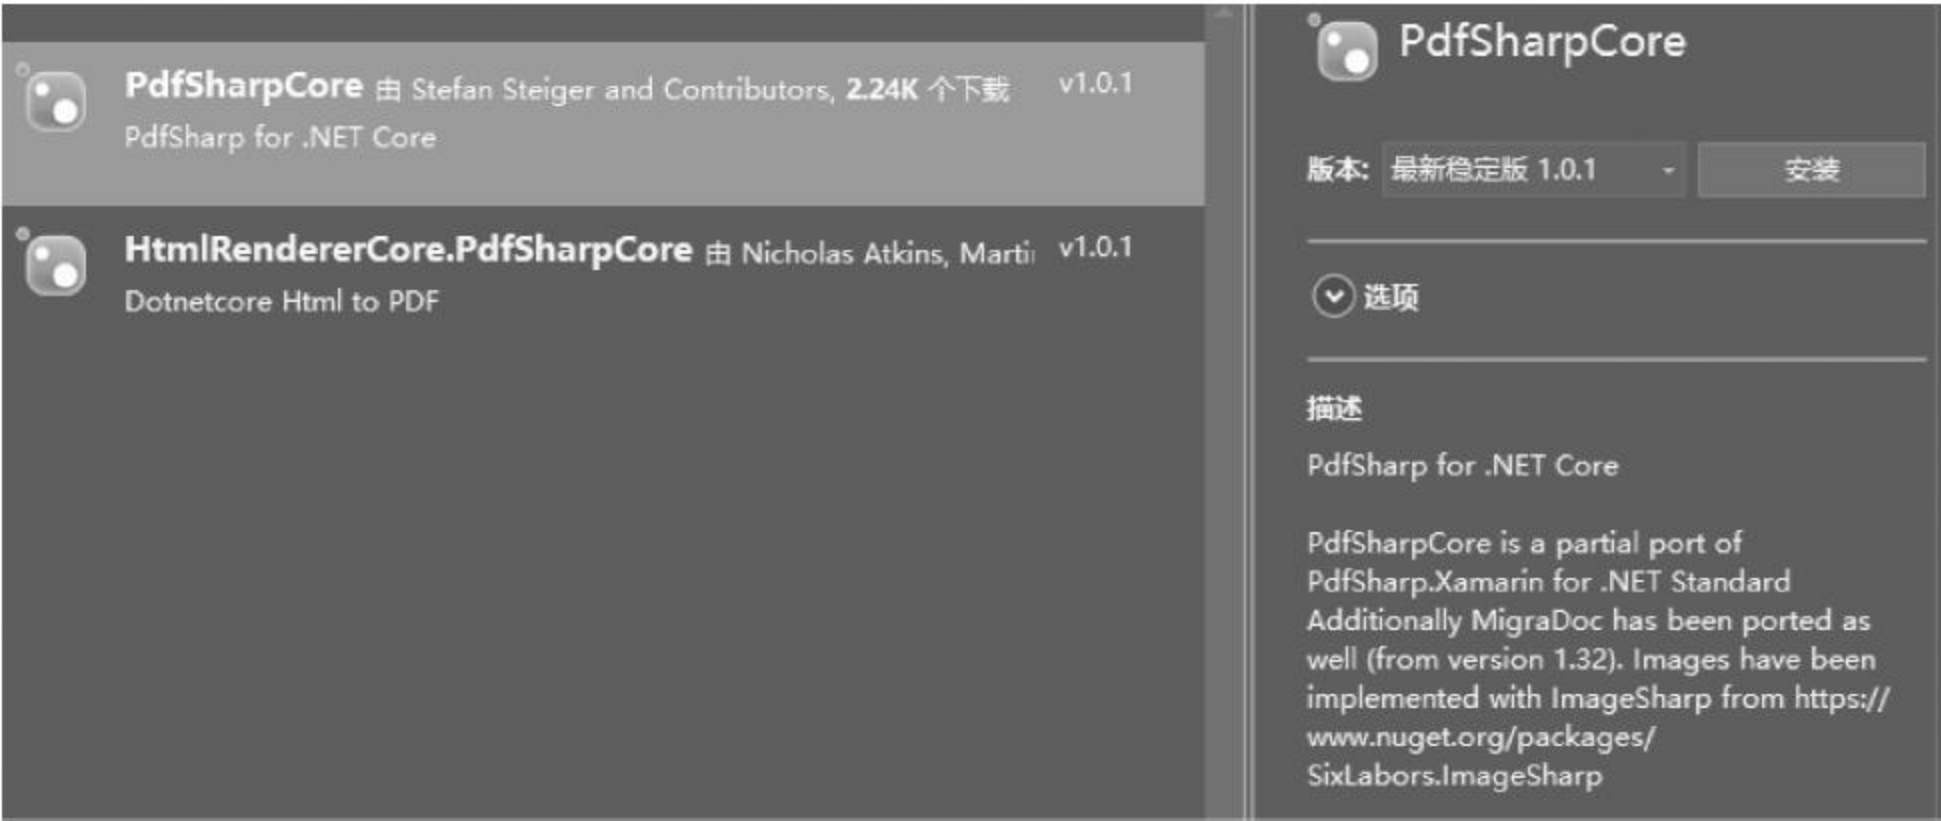 PdfSharpCore 由 Stefan Steiger and Contributors, 2.24K 个下载 v1.0.1
PdfSharp for .NET Core
HtmlRendererCore.PdfSharpCore 由 Nicholas Atkins, Marti v1.0.1
Dotnetcore Html to PDF
PdfSharpCore
版本: 最新稳定版 1.0.1 安装
选项
描述
PdfSharp for .NET Core
PdfSharpCore is a partial port of
PdfSharp.Xamarin for .NET Standard
Additionally MigraDoc has been ported as
well (from version 1.32). Images have been
implemented with ImageSharp from https://
www.nuget.org/packages/
SixLabors.ImageSharp